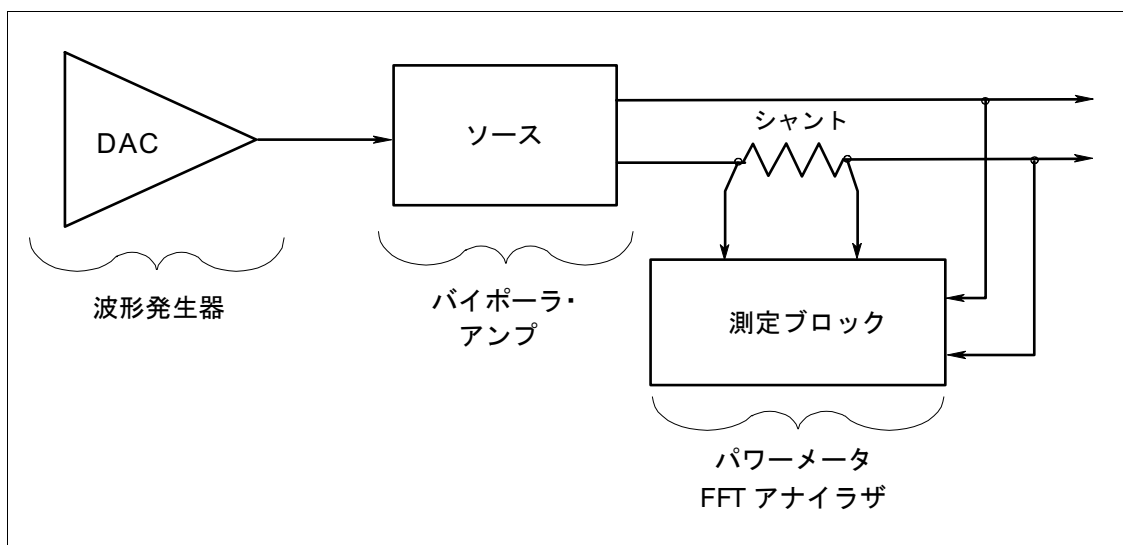 DAC
ソース
シャント
波形発生器
バイポーラ・
アンプ
測定ブロック
パワーメータ
FFT アナイラザ